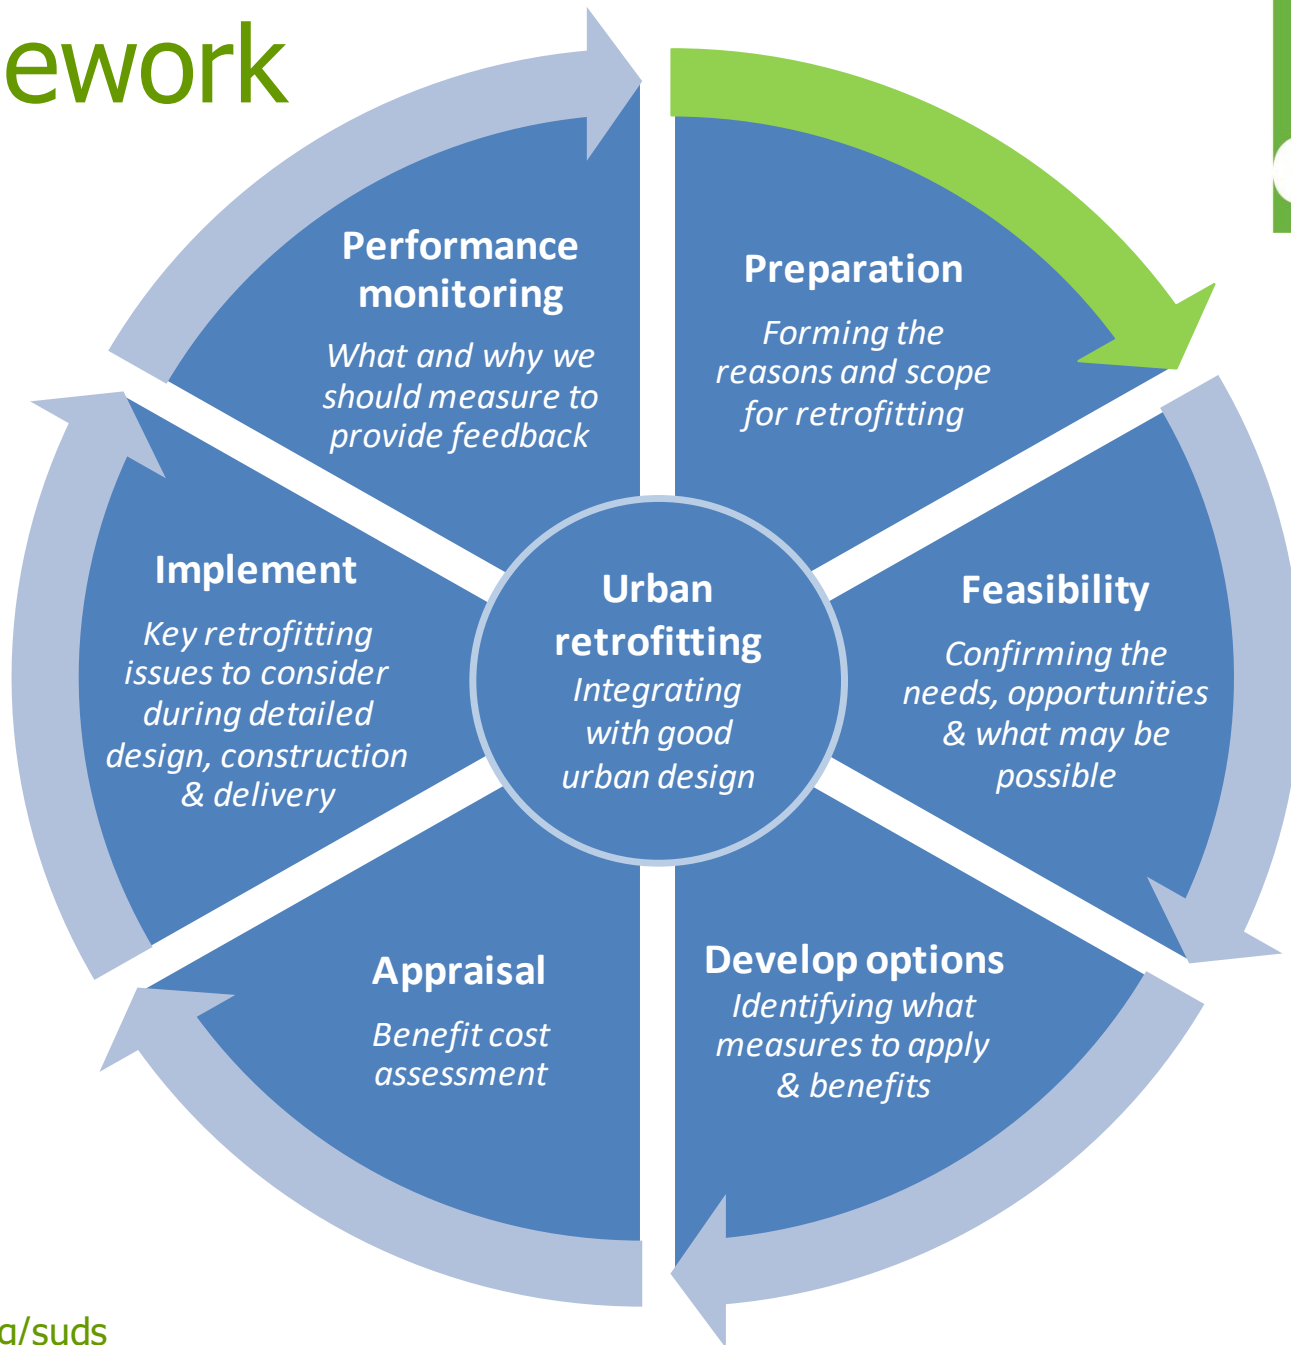 ework
Performance
monitoring
What and why we
should measure to
provide feedback
Preparation
Forming the
reasons and scope
for retrofitting
Implement
Key retrofitting
issues to consider
during detailed
design, construction
& delivery
Urban
retrofitting
Integrating
with good
urban design
Feasibility
Confirming the
needs, opportunities
& what may be
possible
Appraisal
Benefit cost
assessment
Develop options
Identifying what
measures to apply
& benefits
a/suds